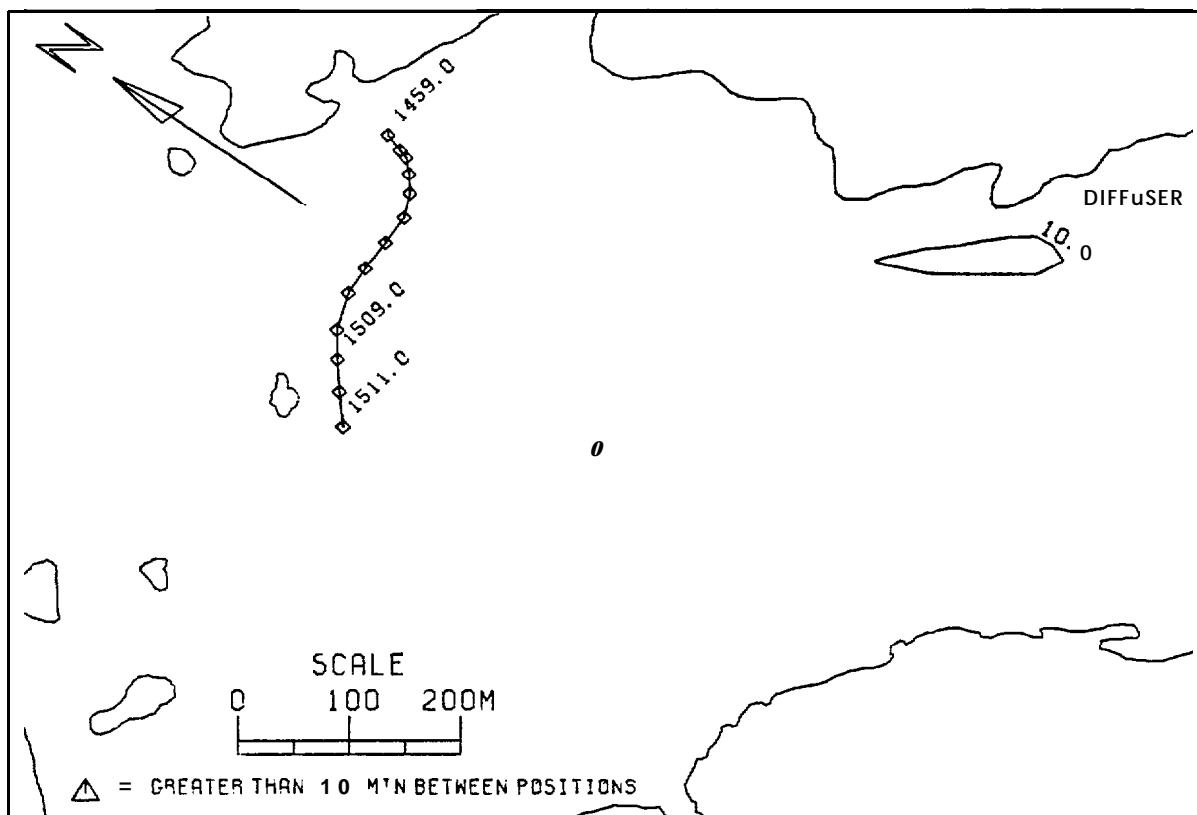 N
1459.0
DIFFuSER
10.0
1509.0
1511.0
0
SCALE
0 100 200M
= GREATER THAN 10 MIN BETWEEN POSITIONS